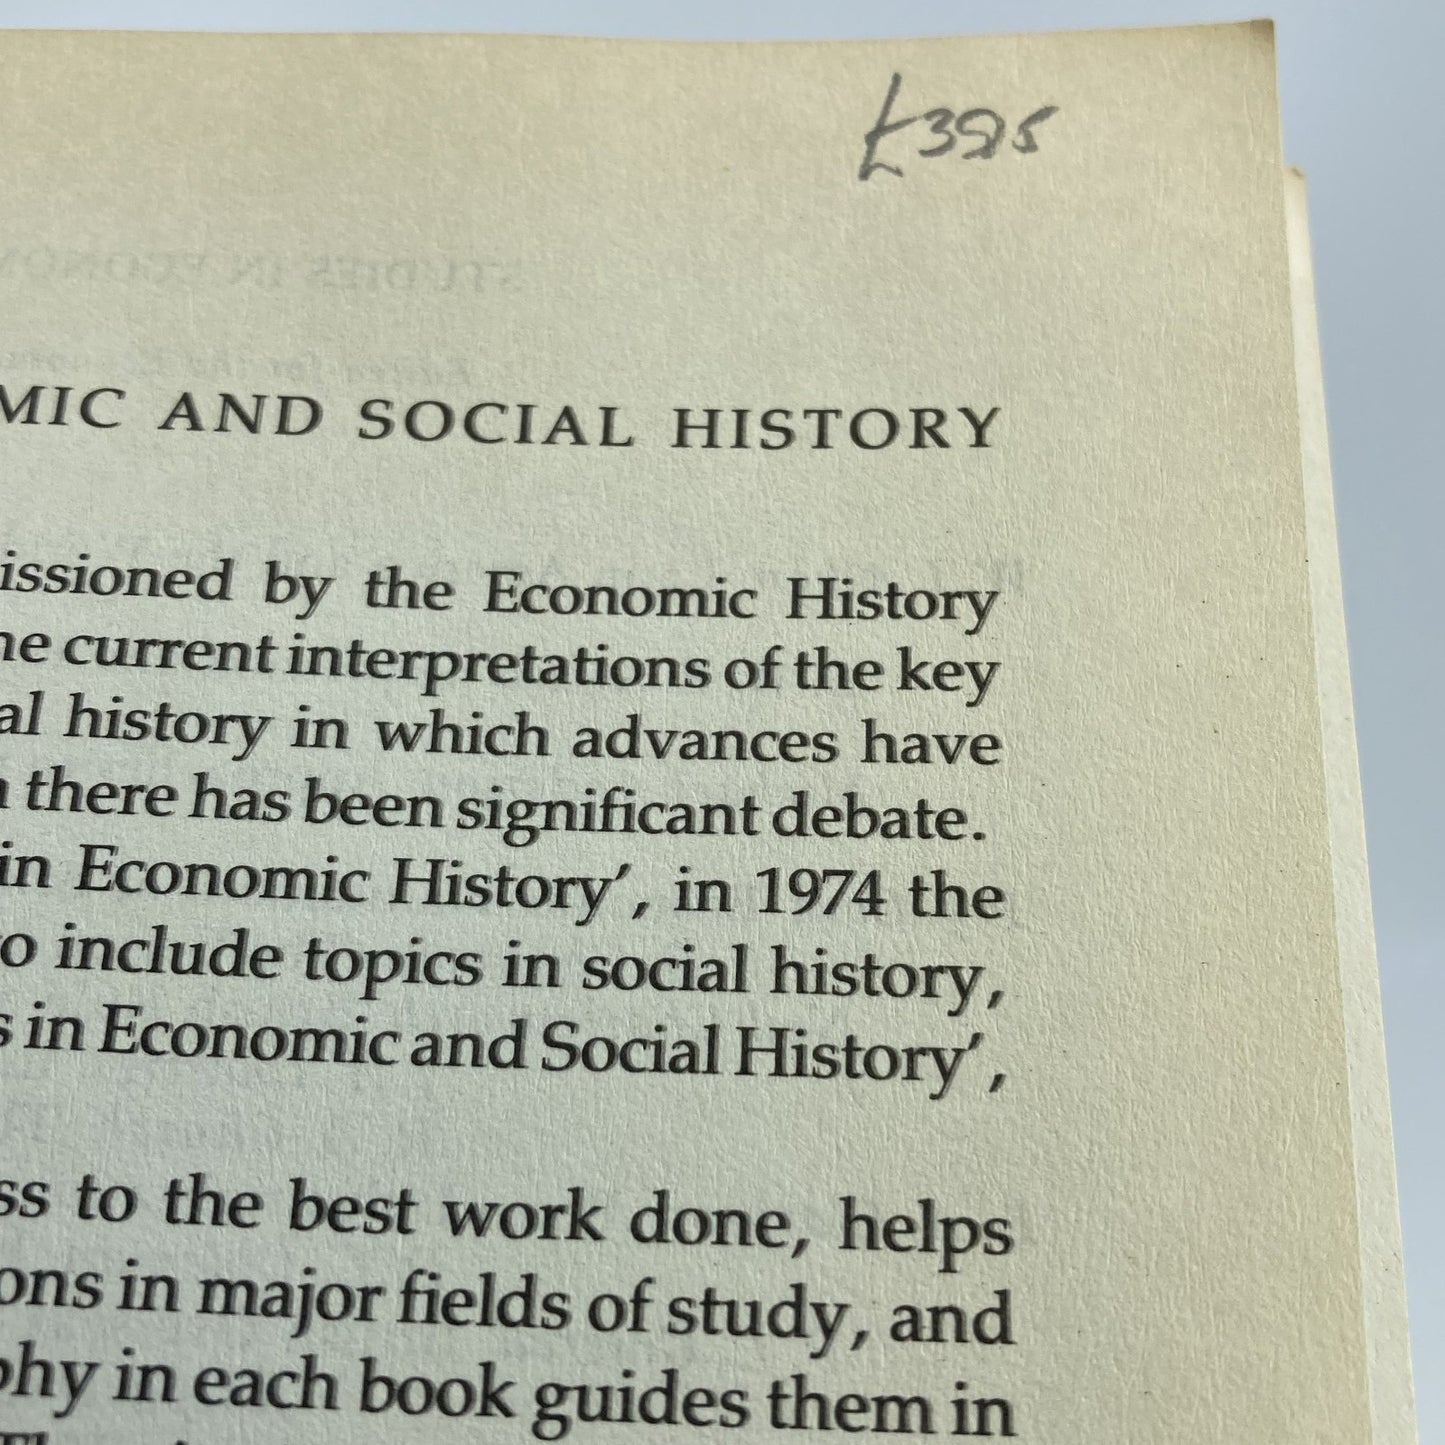 £395
MIC AND SOCIAL HISTORY
issioned by the Economic History
he current interpretations of the key
al history in which advances have
n there has been significant debate.
in Economic History', in 1974 the
to include topics in social history,
s in Economic and Social History',
ss to the best work done, helps
ons in major fields of study, and
phy in each book guides them in